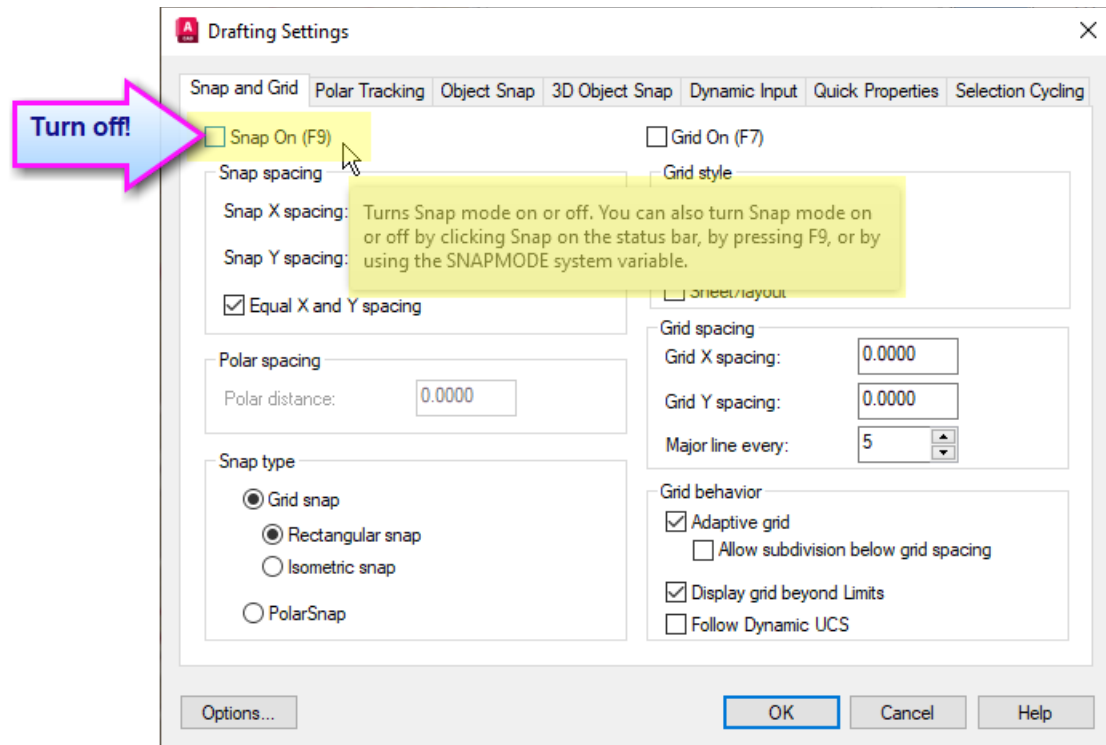 Drafting Settings
Snap and Grid Polar Tracking Object Snap 3D Object Snap Dynamic Input Quick Properties Selection Cycling
Turn off!
Snap On (F9)
Grid On (F7)
Snap spacing
Grid style
Snap X spacing:
Turns Snap mode on or off. You can also turn Snap mode on
or off by clicking Snap on the status bar, by pressing F9, or by
using the SNAPMODE system variable.
Snap Y spacing:
Sheet/layout
Equal X and Y spacing
Grid spacing
Grid X spacing: 0.0000
Grid Y spacing: 0.0000
Major line every: 5
Polar spacing
Polar distance: 0.0000
Snap type
Grid snap
Rectangular snap
Isometric snap
PolarSnap
Grid behavior
Adaptive grid
Allow subdivision below grid spacing
Display grid beyond Limits
Follow Dynamic UCS
Options... OK Cancel Help